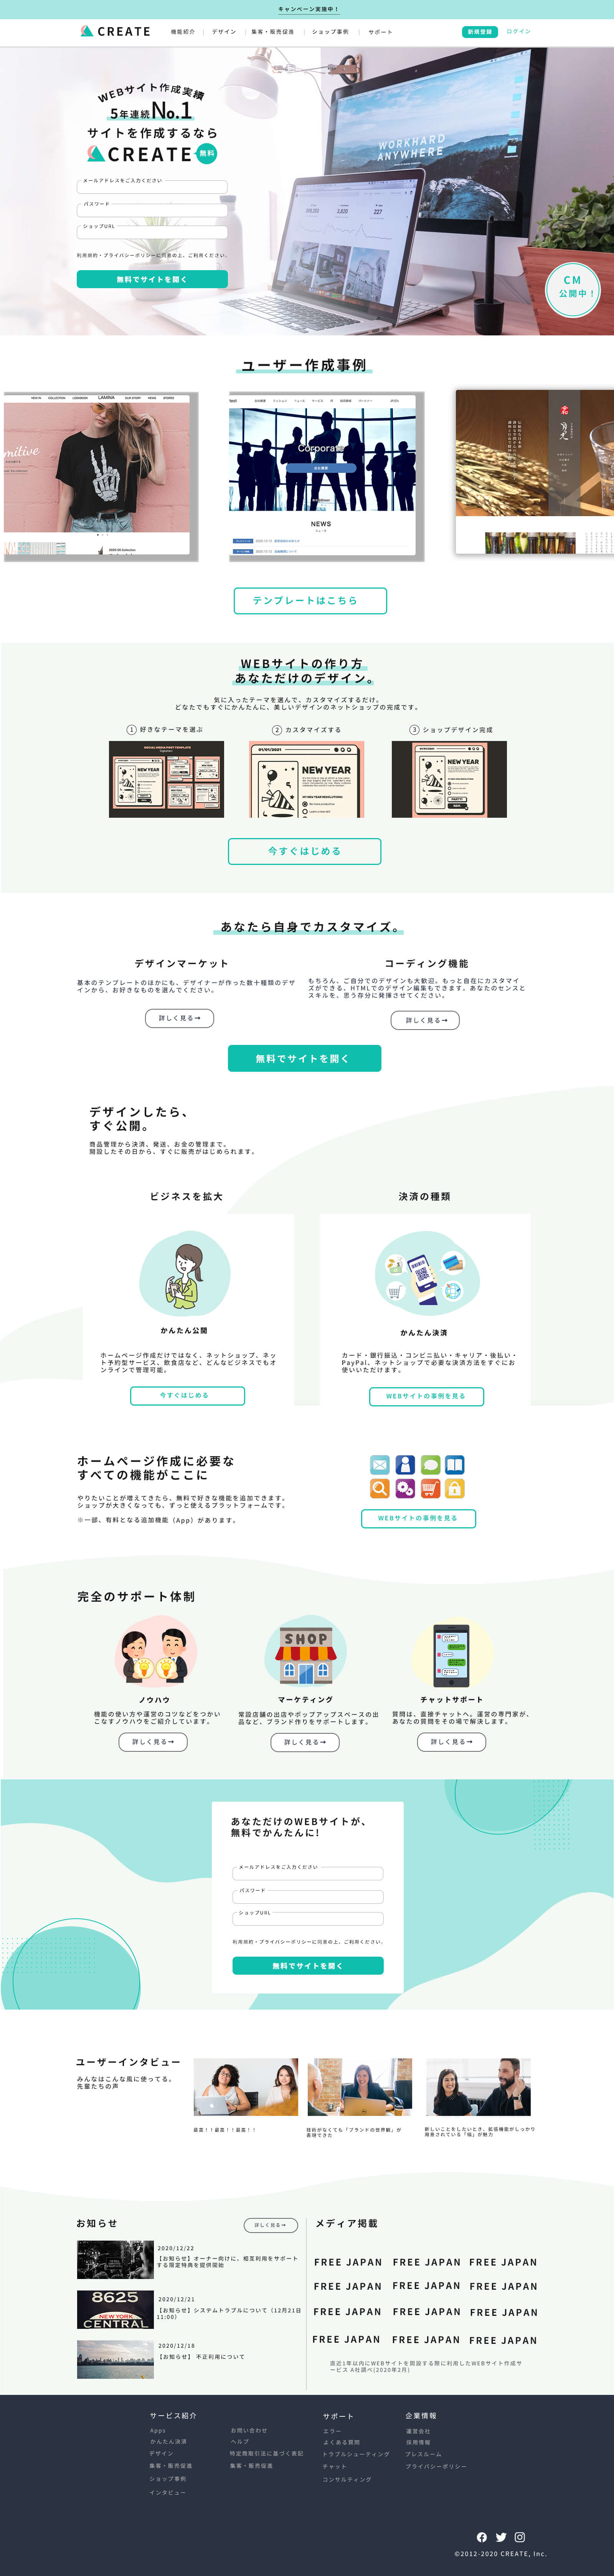 キャンペーン実施中！
CREATE
機能紹介 | デザイン | 集客・販売促進 | ショップ事例 | サポート
新規登録 ログイン
WEBサイト作成実績
5年連続No.1
サイトを作成するなら
CREATE 無料
メールアドレスをご入力ください
パスワード
ショップURL
利用規約・プライバシーポリシーに同意の上、ご利用ください。
無料でサイトを開く
WORKHARD
ANYWHERE
CM
公開中！
ユーザー作成事例
LAMINA
Corporate
会社概要
NEWS
テンプレートはこちら
WEBサイトの作り方
あなただけのデザイン。
気に入ったテーマを選んで、カスタマイズするだけ。
どなたでもすぐにかんたんに、美しいデザインのネットショップの完成です。
1 好きなテーマを選ぶ
2 カスタマイズする
3 ショップデザイン完成
SOCIAL MEDIA POST TEMPLATE
01/01/2021
NEW YEAR
NEW YEAR
今すぐはじめる
あなたら自身でカスタマイズ。
デザインマーケット
基本のテンプレートのほかにも、デザイナーが作った数十種類のデザ
インから、お好きなものを選んでください。
詳しく見る→
コーディング機能
もちろん、ご自分でのデザインも大歓迎。もっと自在にカスタマイ
ズができる、HTMLでのデザイン編集もできます。あなたのセンスと
スキルを、思う存分に発揮させてください。
詳しく見る→
無料でサイトを開く
デザインしたら、
すぐ公開。
商品管理から決済、発送、お金の管理まで。
開設したその日から、すぐに販売がはじめられます。
ビジネスを拡大
かんたん公開
ホームページ作成だけではなく、ネットショップ、ネッ
ト予約型サービス、飲食店など、どんなビジネスでもオ
ンラインで管理可能。
今すぐはじめる
決済の種類
かんたん決済
カード・銀行振込・コンビニ払い・キャリア・後払い・
PayPal、ネットショップで必要な決済方法をすぐにお
使いいただけます。
WEBサイトの事例を見る
ホームページ作成に必要な
すべての機能がここに
やりたいことが増えてきたら、無料で好きな機能を追加できます。
ショップが大きくなっても、ずっと使えるプラットフォームです。
※一部、有料となる追加機能（App）があります。
WEBサイトの事例を見る
完全のサポート体制
SHOP
ノウハウ
機能の使い方や運営のコツなどをつかい
こなすノウハウをご紹介しています。
詳しく見る→
マーケティング
常設店舗の出店やポップアップスペースの出
品など、ブランド作りをサポートします。
詳しく見る→
チャットサポート
質問は、直接チャットへ。運営の専門家が、
あなたの質問をその場で解決します。
詳しく見る→
あなただけのWEBサイトが、
無料でかんたんに!
メールアドレスをご入力ください
パスワード
ショップURL
利用規約・プライバシーポリシーに同意の上、ご利用ください。
無料でサイトを開く
ユーザーインタビュー
みんなはこんな風に使ってる。
先輩たちの声
最高！！最高！！最高！！
技術がなくても「ブランドの世界観」が
表現できた
新しいことをしたいとき、拡張機能がしっかり
用意されている「強」が魅力
お知らせ
詳しく見る→
2020/12/22
【お知らせ】オーナー向けに、相互利用をサポート
する限定特典を提供開始
8625
NEW YORK
CENTRAL
2020/12/21
【お知らせ】システムトラブルについて（12月21日
11:00）
2020/12/18
【お知らせ】 不正利用について
メディア掲載
FREE JAPAN FREE JAPAN FREE JAPAN
FREE JAPAN FREE JAPAN FREE JAPAN
FREE JAPAN FREE JAPAN FREE JAPAN
FREE JAPAN FREE JAPAN FREE JAPAN
直近1年以内にWEBサイトを開設する際に利用したWEBサイト作成サ
ービス A社調べ(2020年2月)
サービス紹介
Apps
かんたん決済
デザイン
集客・販売促進
ショップ事例
インタビュー
お問い合わせ
ヘルプ
特定商取引法に基づく表記
集客・販売促進
サポート
エラー
よくある質問
トラブルシューティング
チャット
コンサルティング
企業情報
運営会社
採用情報
プレスルーム
プライバシーポリシー
©2012-2020 CREATE, Inc.